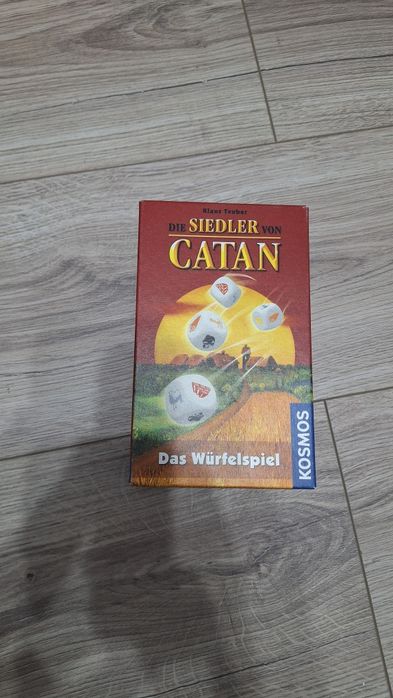 Klaus Teuber
DIE SIEDLER VON
CATAN
Das Würfelspiel
KOSMOS